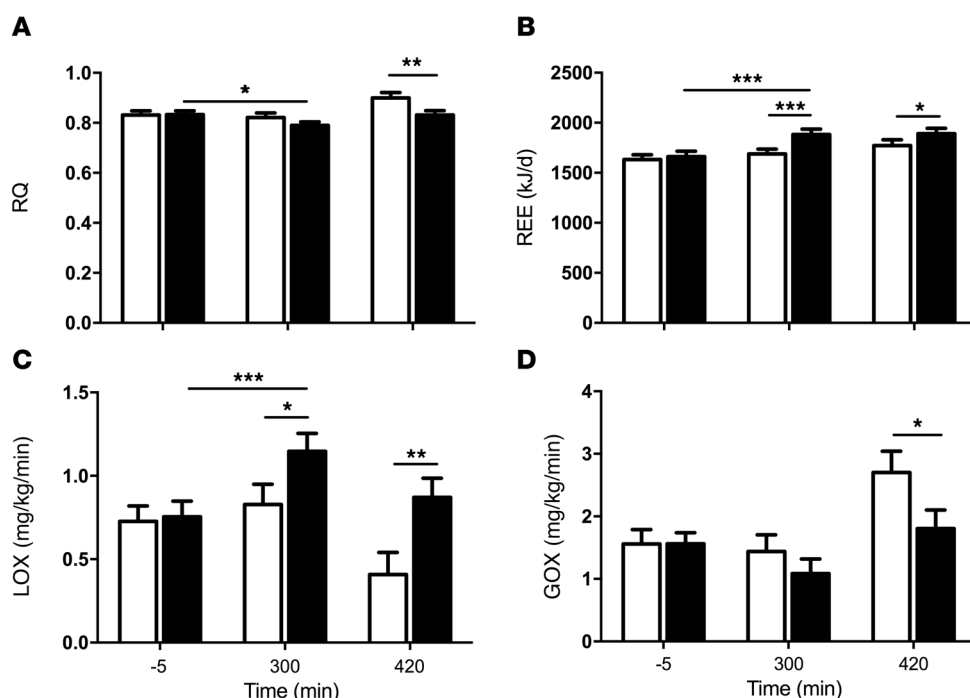 A
RQ
1.0
0.8
0.6
0.4
0.2
0.0
*
**
B
REE (kJ/d)
2500
2000
1500
1000
500
0
***
***
*
C
LOX (mg/kg/min)
1.5
1.0
0.5
0.0
***
*
**
-5 300 420
Time (min)
D
GOX (mg/kg/min)
4
3
2
1
0
*
-5 300 420
Time (min)